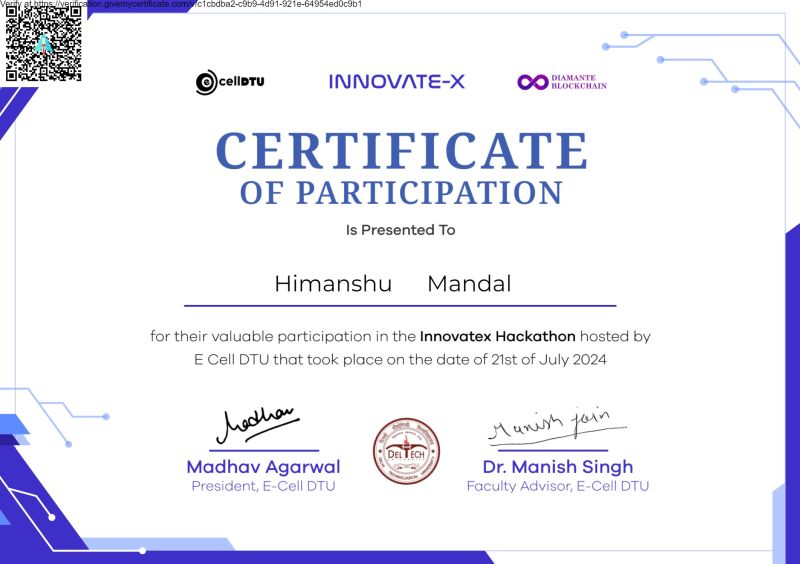 Verify at https://verification.givemycertificate.com/v/c1cbdba2-c9b9-4d91-921e-64954ed0c9b1
e cellDTU
INNOVATE-X
DIAMANTE
BLOCKCHAIN
CERTIFICATE
OF PARTICIPATION
Is Presented To
Himanshu Mandal
for their valuable participation in the Innovatex Hackathon hosted by
E Cell DTU that took place on the date of 21st of July 2024
Madhav
Manish Jain
DELTECH
TECHNOLOGICAL UNIVERSITY
Madhav Agarwal
Dr. Manish Singh
President, E-Cell DTU
Faculty Advisor, E-Cell DTU